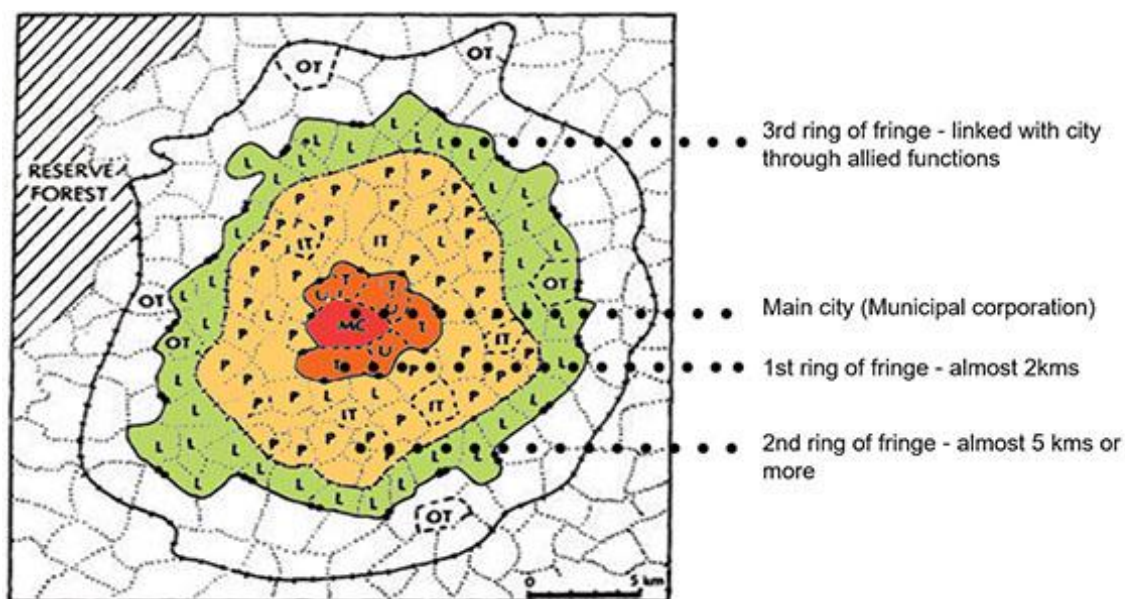 OT
OT
RESERVE
FOREST
L L L L L L
3rd ring of fringe - linked with city
through allied functions
P P P P
IT IT
OT
OT
OT
T T
U U
MC T
Main city (Municipal corporation)
IT
T U
1st ring of fringe - almost 2kms
IT IT
2nd ring of fringe - almost 5 kms or
more
L L L L L
OT
0 5 km